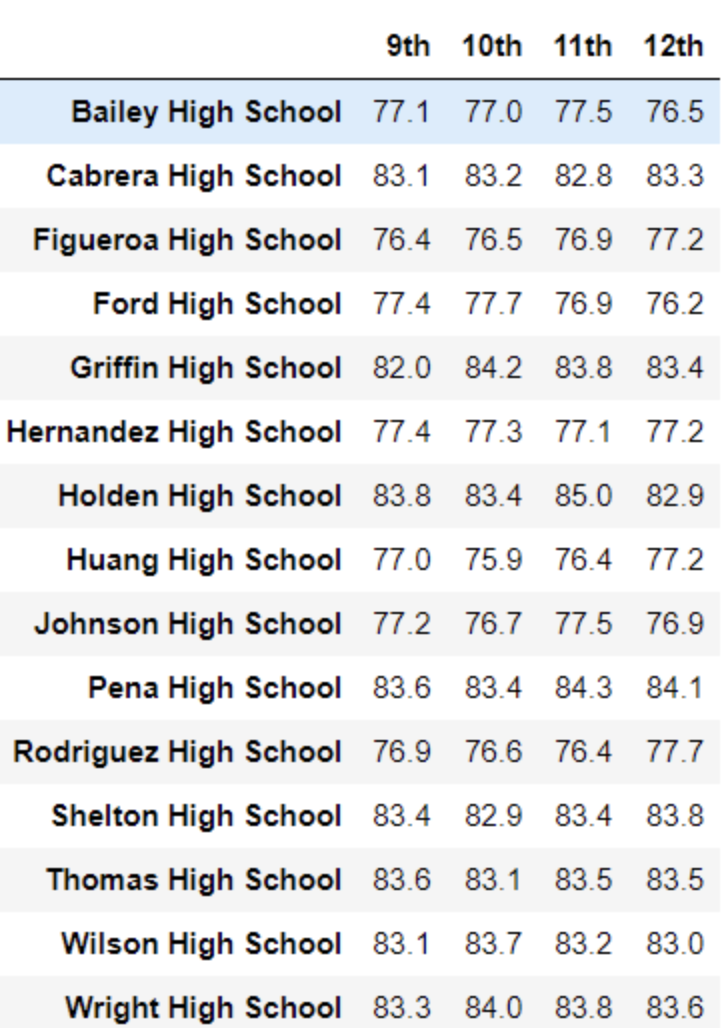 9th 10th 11th 12th
Bailey High School 77.1 77.0 77.5 76.5
Cabrera High School 83.1 83.2 82.8 83.3
Figueroa High School 76.4 76.5 76.9 77.2
Ford High School 77.4 77.7 76.9 76.2
Griffin High School 82.0 84.2 83.8 83.4
Hernandez High School 77.4 77.3 77.1 77.2
Holden High School 83.8 83.4 85.0 82.9
Huang High School 77.0 75.9 76.4 77.2
Johnson High School 77.2 76.7 77.5 76.9
Pena High School 83.6 83.4 84.3 84.1
Rodriguez High School 76.9 76.6 76.4 77.7
Shelton High School 83.4 82.9 83.4 83.8
Thomas High School 83.6 83.1 83.5 83.5
Wilson High School 83.1 83.7 83.2 83.0
Wright High School 83.3 84.0 83.8 83.6